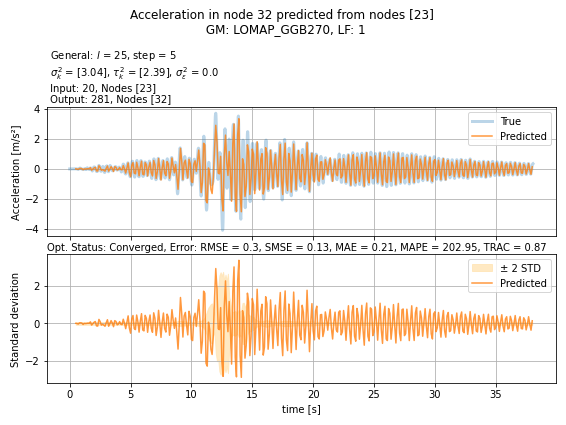 Acceleration in node 32 predicted from nodes [23]
GM: LOMAP_GGB270, LF: 1
General: l = 25, step = 5
σ²ₖ = [3.04], τ²ₖ = [2.39], σ²ε = 0.0
Input: 20, Nodes [23]
Output: 281, Nodes [32]
4
2
0
−2
−4
Acceleration [m/s²]
True
Predicted
Opt. Status: Converged, Error: RMSE = 0.3, SMSE = 0.13, MAE = 0.21, MAPE = 202.95, TRAC = 0.87
2
0
−2
Standard deviation
± 2 STD
Predicted
0 5 10 15 20 25 30 35
time [s]